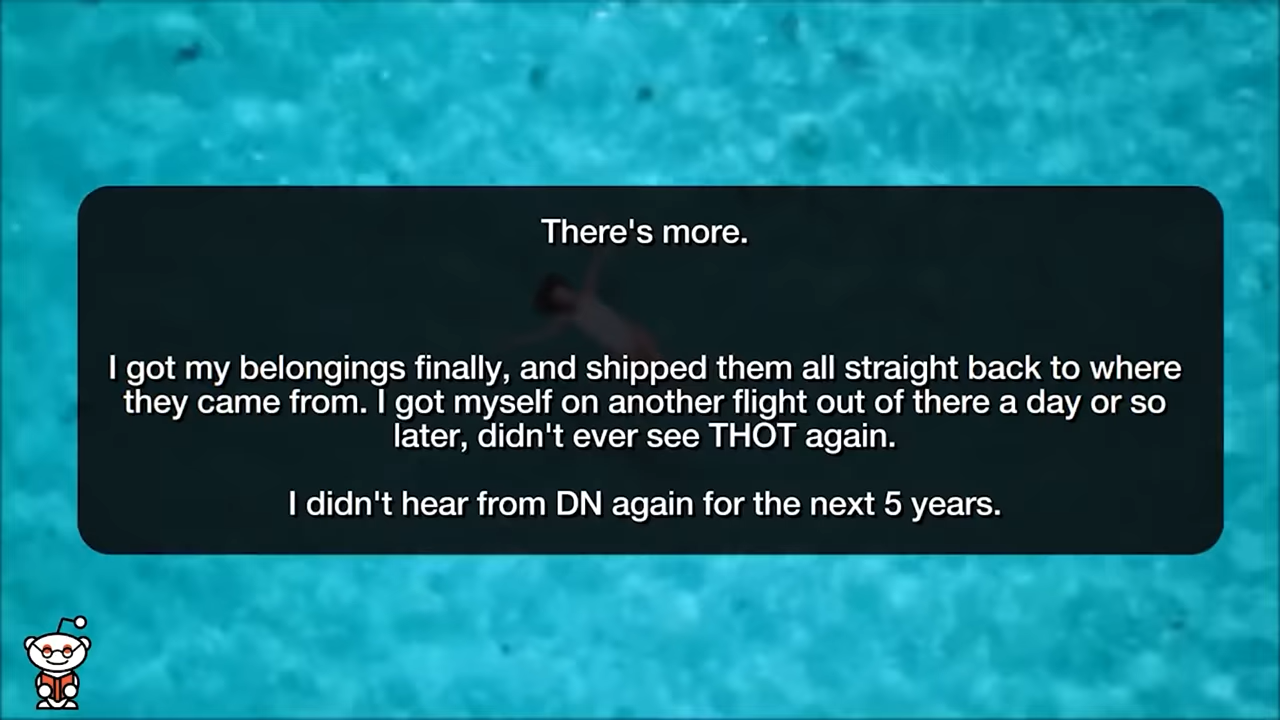 There's more.
I got my belongings finally, and shipped them all straight back to where
they came from. I got myself on another flight out of there a day or so
later, didn't ever see THOT again.
I didn't hear from DN again for the next 5 years.